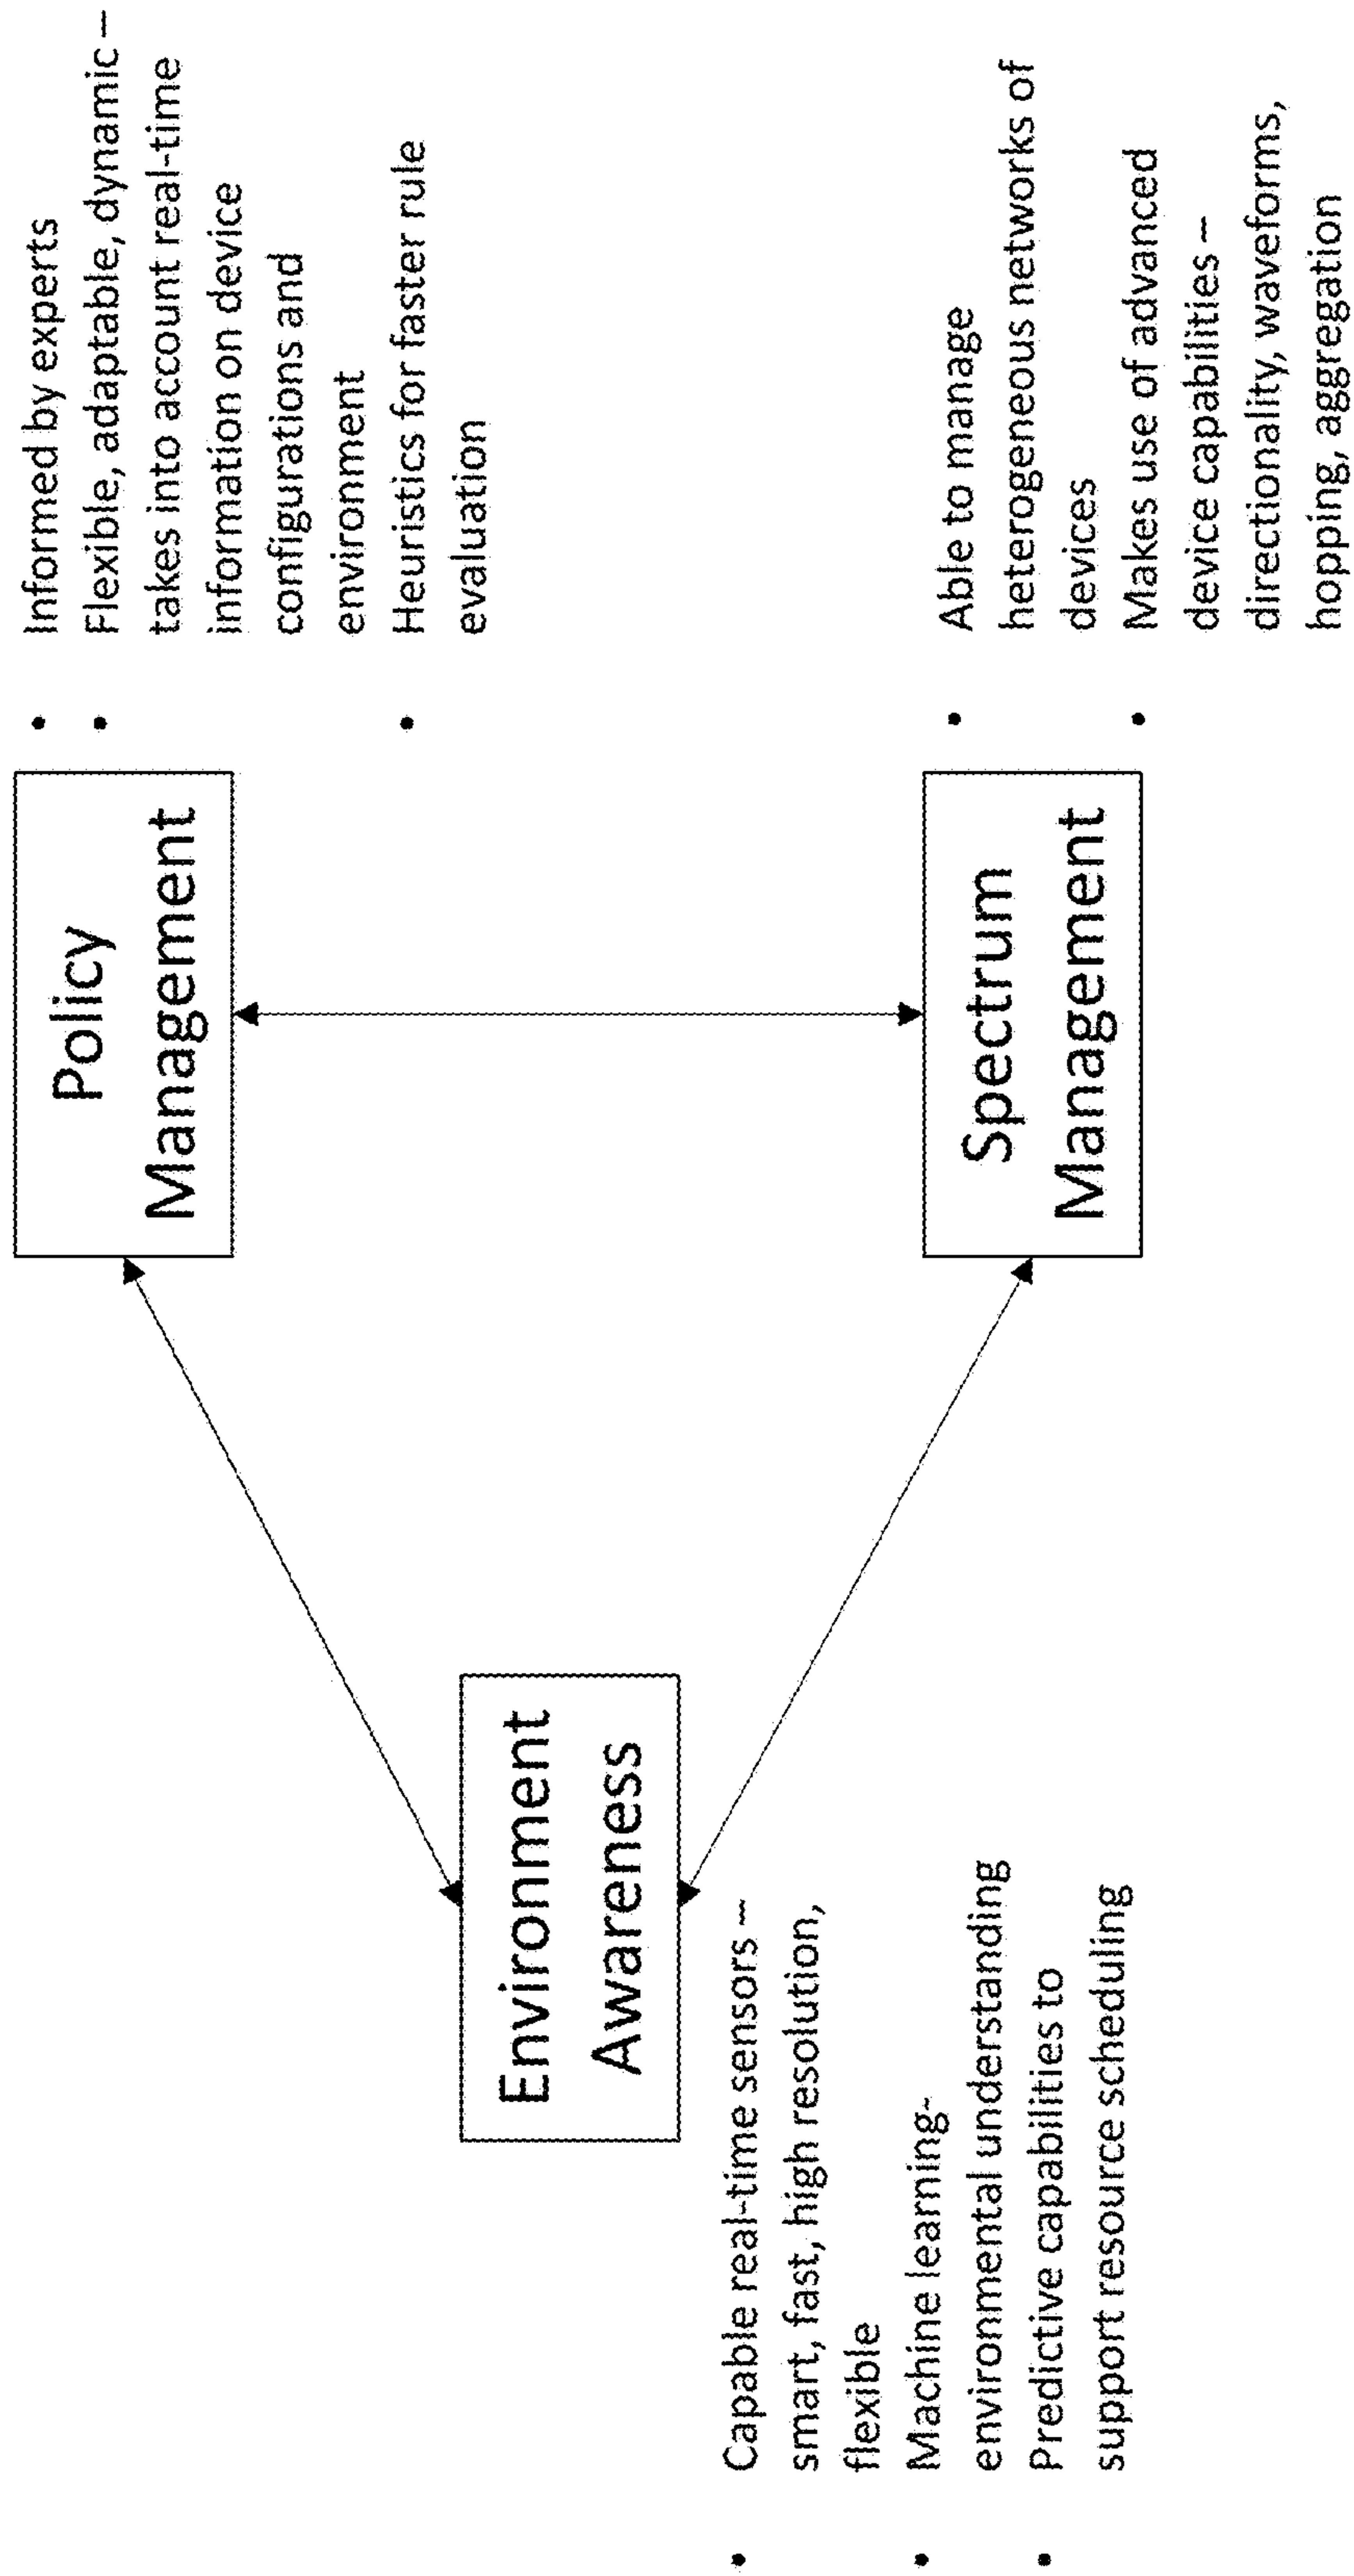 Environment
Awareness
• Capable real-time sensors –
smart, fast, high resolution,
flexible
• Machine learning-
environmental understanding
• Predictive capabilities to
support resource scheduling
Policy
Management
• Informed by experts
• Flexible, adaptable, dynamic –
takes into account real-time
information on device
configurations and
environment
• Heuristics for faster rule
evaluation
Spectrum
Management
• Able to manage
heterogeneous networks of
devices
• Makes use of advanced
device capabilities –
directionality, waveforms,
hopping, aggregation